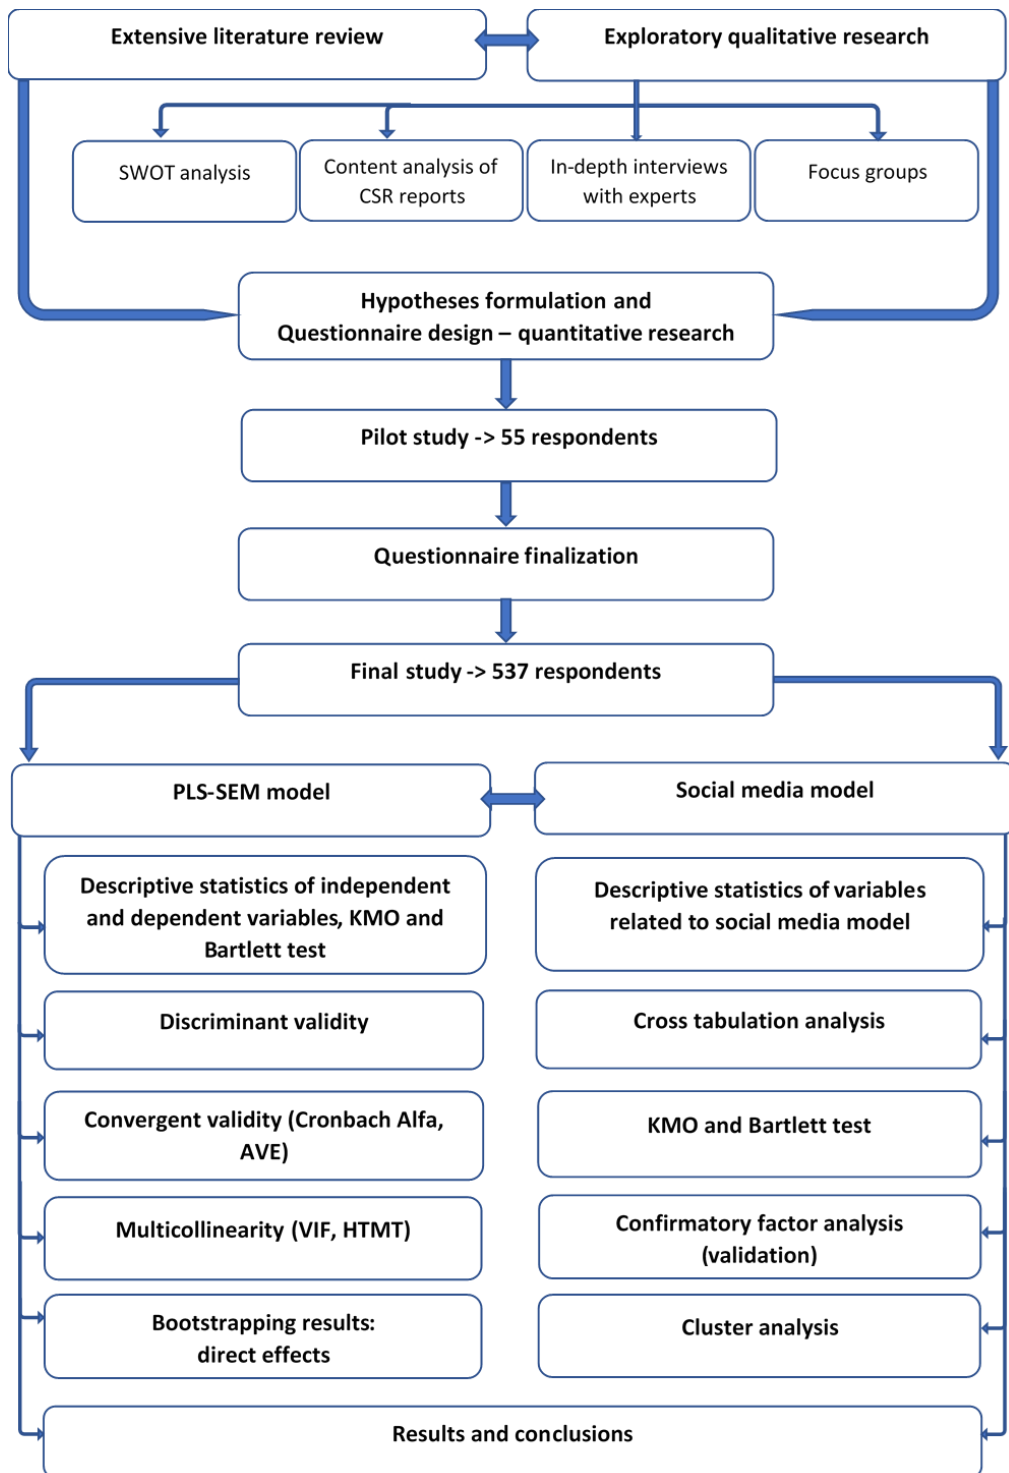 Extensive literature review
Exploratory qualitative research
SWOT analysis
Content analysis of
CSR reports
In-depth interviews
with experts
Focus groups
Hypotheses formulation and
Questionnaire design – quantitative research
Pilot study -> 55 respondents
Questionnaire finalization
Final study -> 537 respondents
PLS-SEM model
Social media model
Descriptive statistics of independent
and dependent variables, KMO and
Bartlett test
Descriptive statistics of variables
related to social media model
Discriminant validity
Cross tabulation analysis
Convergent validity (Cronbach Alfa,
AVE)
KMO and Bartlett test
Multicollinearity (VIF, HTMT)
Confirmatory factor analysis
(validation)
Bootstrapping results:
direct effects
Cluster analysis
Results and conclusions